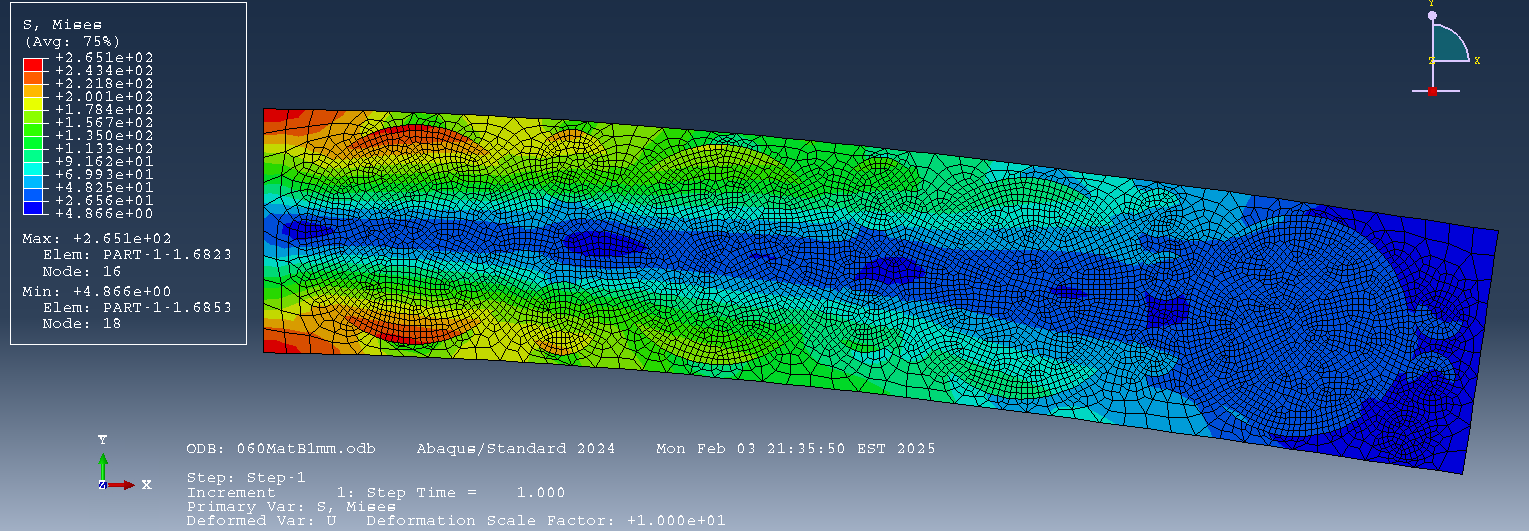 S, Mises
(Avg: 75%)
+2.651e+02
+2.434e+02
+2.218e+02
+2.001e+02
+1.784e+02
+1.567e+02
+1.350e+02
+1.133e+02
+9.162e+01
+6.993e+01
+4.825e+01
+2.656e+01
+4.866e+00
Max: +2.651e+02
Elem: PART-1-1.6823
Node: 16
Min: +4.866e+00
Elem: PART-1-1.6853
Node: 18
Y
Z X
Y
Z X
ODB: 060MatB1mm.odb Abaqus/Standard 2024 Mon Feb 03 21:35:50 EST 2025
Step: Step-1
Increment 1: Step Time = 1.000
Primary Var: S, Mises
Deformed Var: U Deformation Scale Factor: +1.000e+01